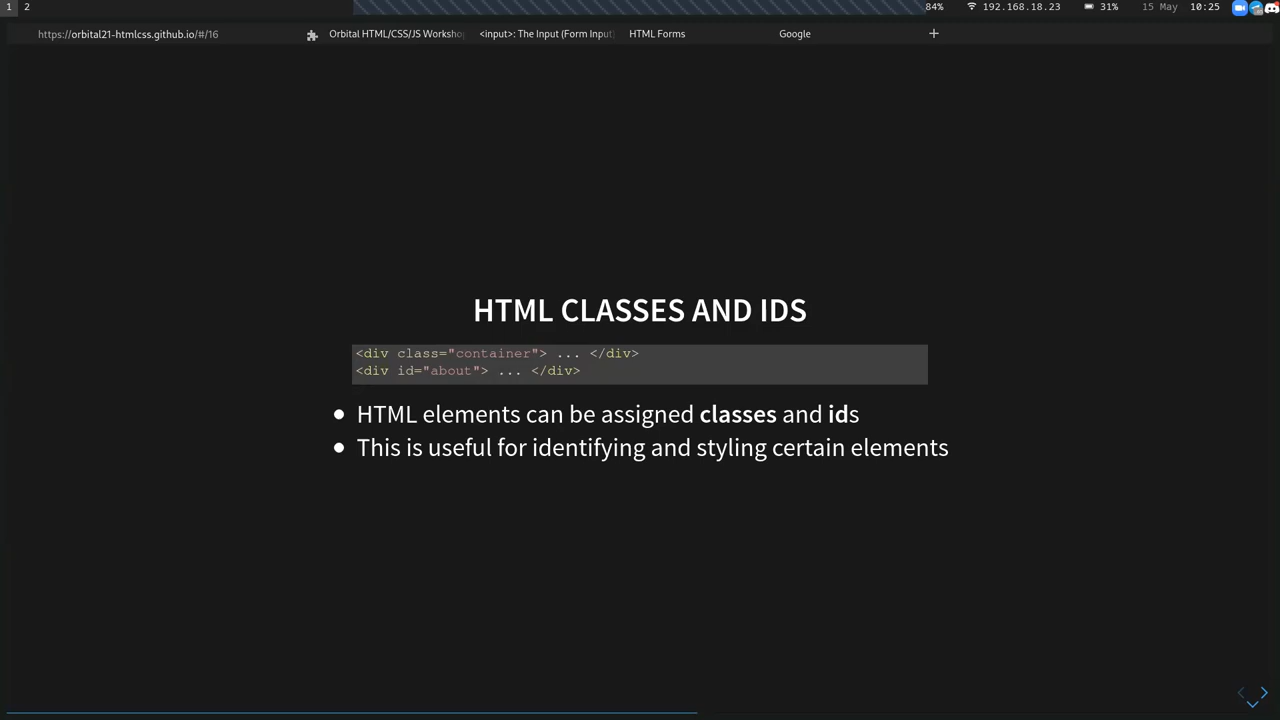 1 2 84% 192.168.18.23 31% 15 May 10:25
https://orbital21-htmlcss.github.io/#/16 Orbital HTML/CSS/JS Workshop <input>: The Input (Form Input) HTML Forms Google +
HTML CLASSES AND IDS
<div class="container"> ... </div>
<div id="about"> ... </div>
• HTML elements can be assigned classes and ids
• This is useful for identifying and styling certain elements